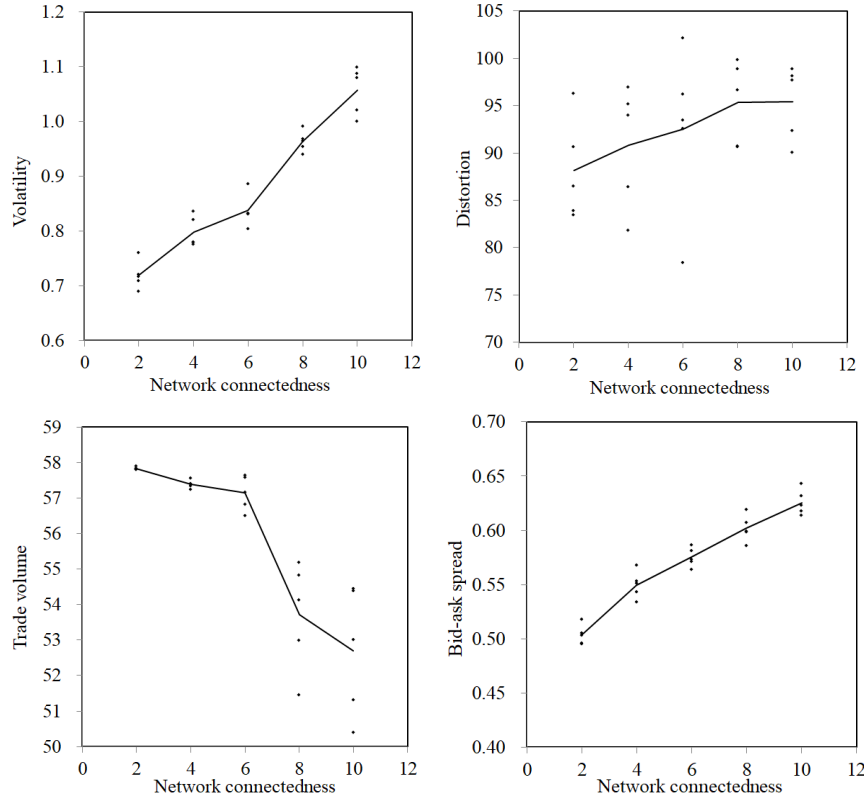 1.2
1.1
1.0
0.9
0.8
0.7
0.6
Volatility
0 2 4 6 8 10 12
Network connectedness
105
100
95
90
85
80
75
70
Distortion
0 2 4 6 8 10 12
Network connectedness
59
58
57
56
55
54
53
52
51
50
Trade volume
0 2 4 6 8 10 12
Network connectedness
0.70
0.65
0.60
0.55
0.50
0.45
0.40
Bid-ask spread
0 2 4 6 8 10 12
Network connectedness